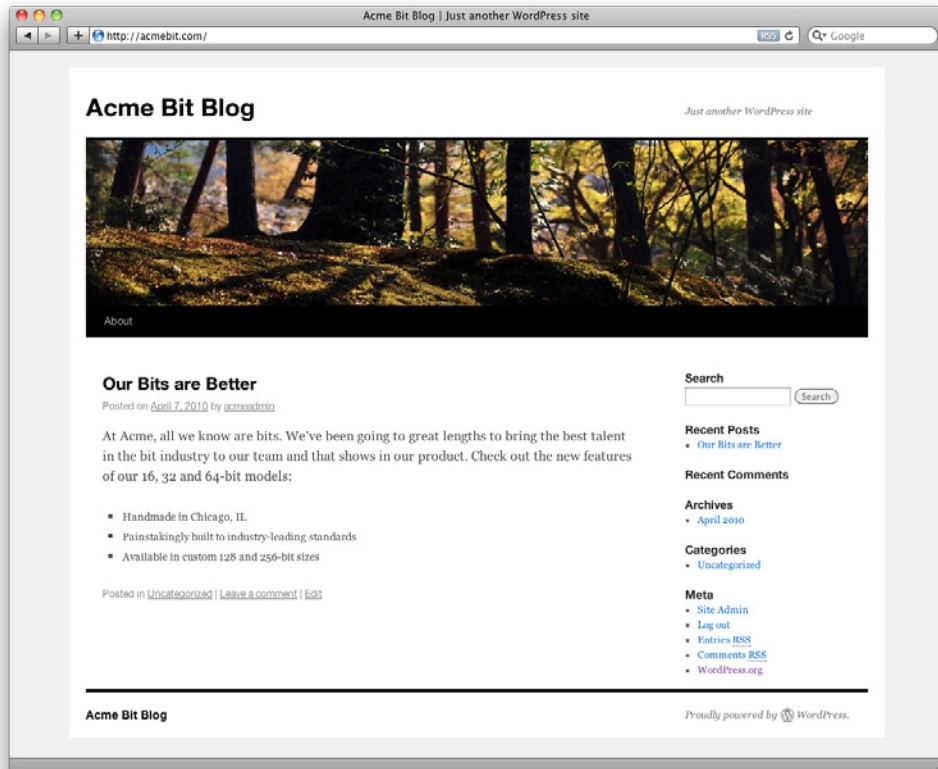 Acme Bit Blog | Just another WordPress site
http://acmebit.com/
RSS
Google
Acme Bit Blog
Just another WordPress site
About
Our Bits are Better
Posted on April 7, 2010 by acmeadmin
At Acme, all we know are bits. We've been going to great lengths to bring the best talent
in the bit industry to our team and that shows in our product. Check out the new features
of our 16, 32 and 64-bit models:
Handmade in Chicago, IL
Painstakingly built to industry-leading standards
Available in custom 128 and 256-bit sizes
Posted in Uncategorized | Leave a comment | Edit
Search
Search
Recent Posts
Our Bits are Better
Recent Comments
Archives
April 2010
Categories
Uncategorized
Meta
Site Admin
Log out
Entries RSS
Comments RSS
WordPress.org
Acme Bit Blog
Proudly powered by WordPress.